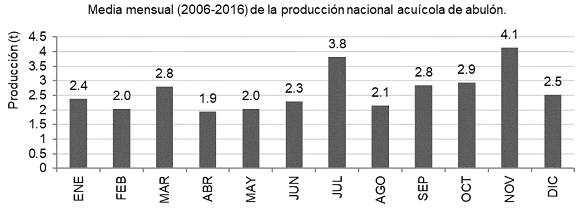 Media mensual (2006-2016) de la producción nacional acuícola de abulón.
Producción (t)
4.5
4
3.5
3
2.5
2
1.5
1
0.5
0
2.4
2.0
2.8
1.9
2.0
2.3
3.8
2.1
2.8
2.9
4.1
2.5
ENE
FEB
MAR
ABR
MAY
JUN
JUL
AGO
SEP
OCT
NOV
DIC